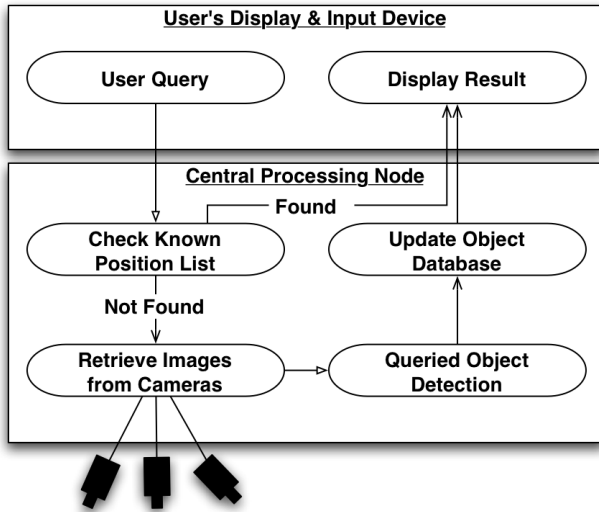 User's Display & Input Device
User Query
Display Result
Central Processing Node
Found
Check Known
Position List
Update Object
Database
Not Found
Retrieve Images
from Cameras
Queried Object
Detection